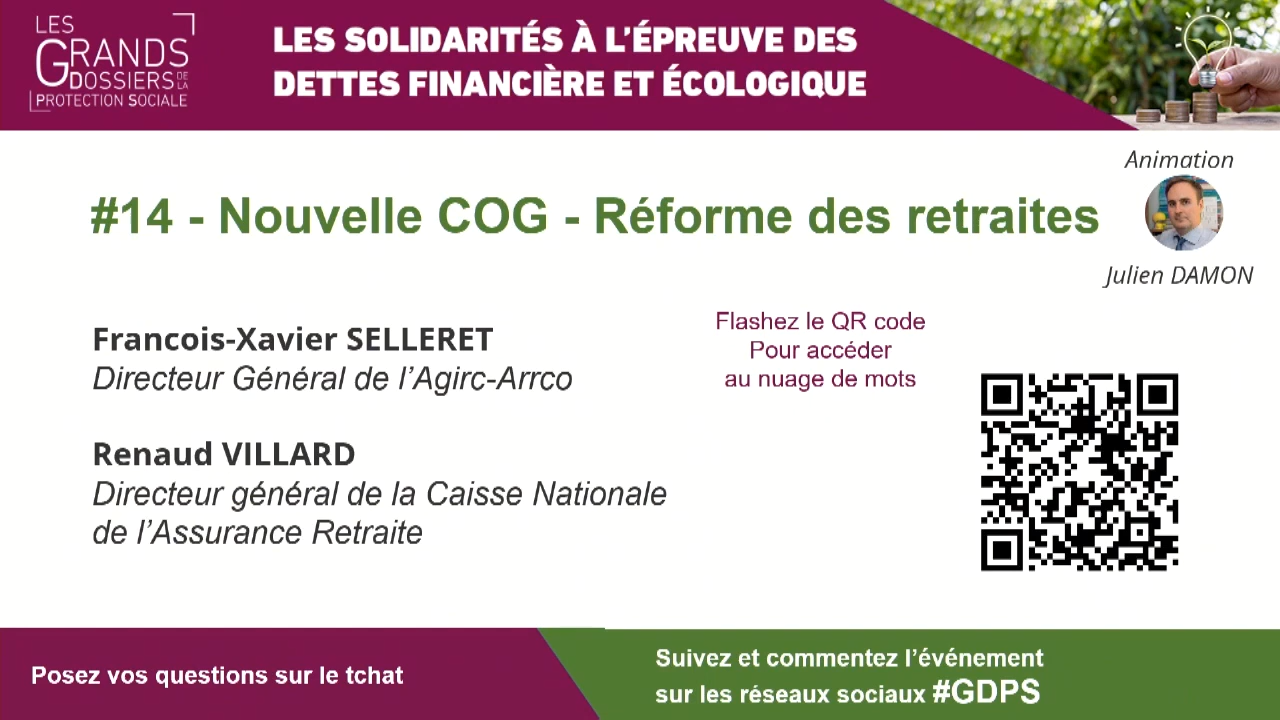 LES
GRANDS
DOSSIERS DE LA
PROTECTION SOCIALE
LES SOLIDARITÉS À L’ÉPREUVE DES
DETTES FINANCIÈRE ET ÉCOLOGIQUE
Animation
Julien DAMON
#14 - Nouvelle COG - Réforme des retraites
Francois-Xavier SELLERET
Directeur Général de l’Agirc-Arrco
Renaud VILLARD
Directeur général de la Caisse Nationale
de l’Assurance Retraite
Flashez le QR code
Pour accéder
au nuage de mots
Posez vos questions sur le tchat
Suivez et commentez l’événement
sur les réseaux sociaux #GDPS